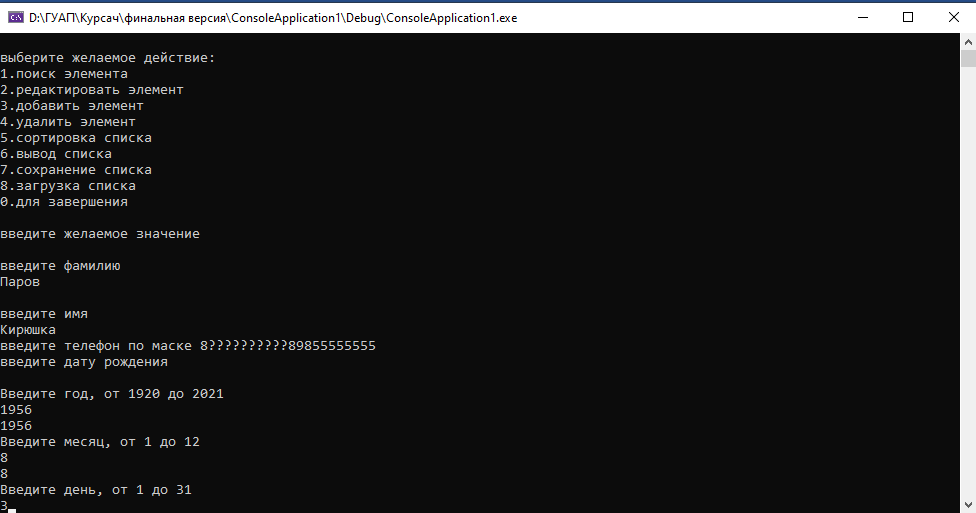 D:\ГУАП\Курсач\финальная версия\ConsoleApplication1\Debug\ConsoleApplication1.exe
выберите желаемое действие:
1.поиск элемента
2.редактировать элемент
3.добавить элемент
4.удалить элемент
5.сортировка списка
6.вывод списка
7.сохранение списка
8.загрузка списка
0.для завершения
введите желаемое значение
введите фамилию
Паров
введите имя
Кирюшка
введите телефон по маске 8??????????89855555555
введите дату рождения
Введите год, от 1920 до 2021
1956
1956
Введите месяц, от 1 до 12
8
8
Введите день, от 1 до 31
3